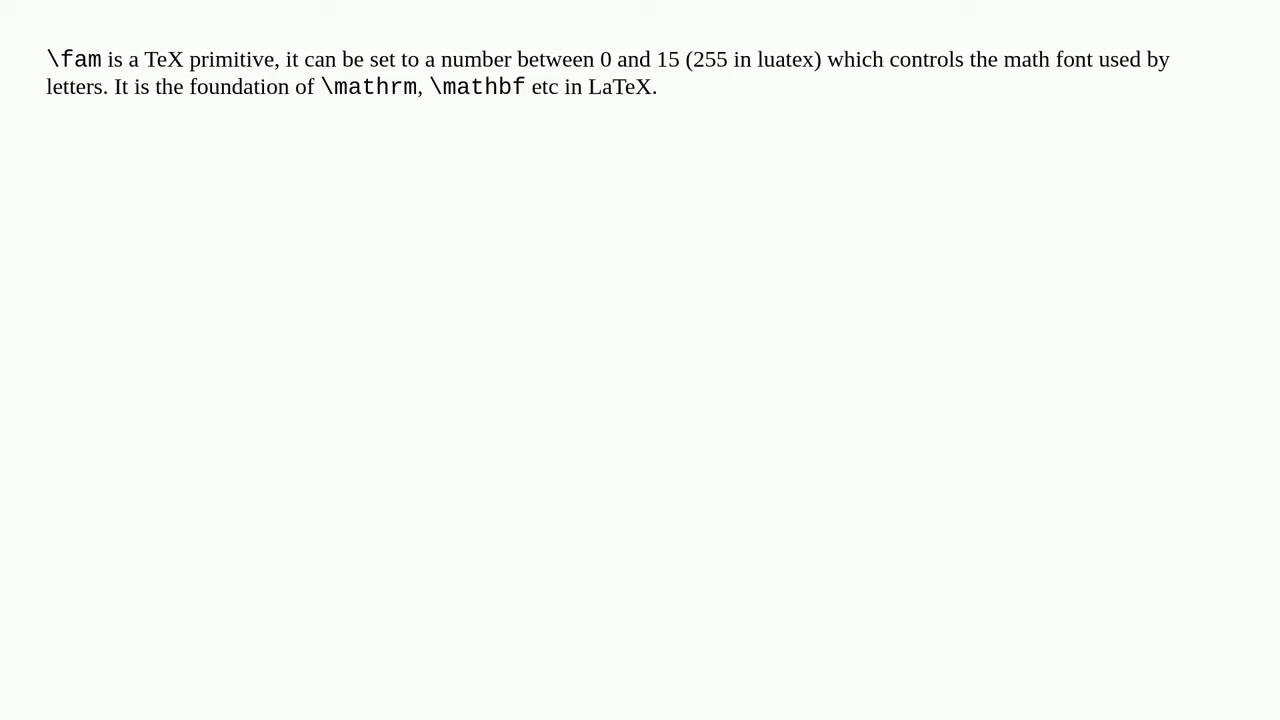 \fam is a TeX primitive, it can be set to a number between 0 and 15 (255 in luatex) which controls the math font used by
letters. It is the foundation of \mathrm, \mathbf etc in LaTeX.